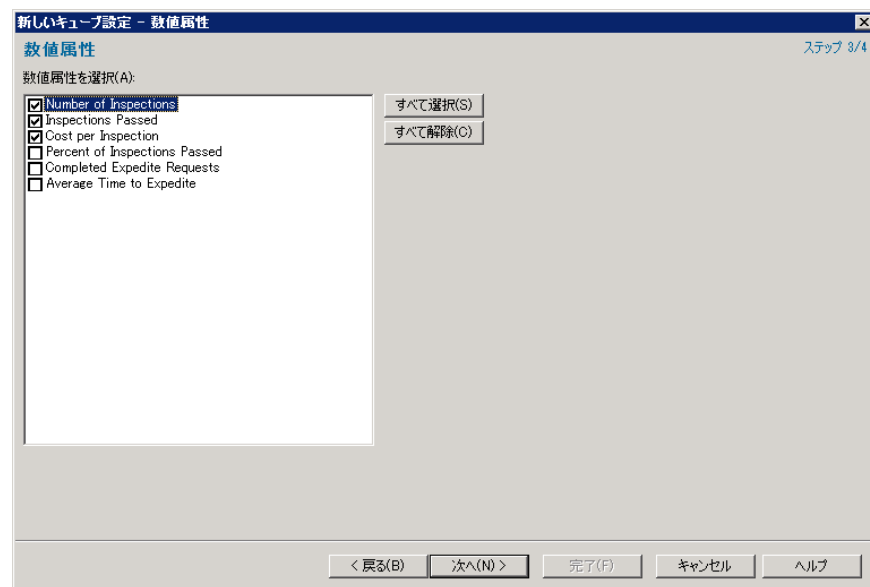 新しいキューブ設定 - 数値属性
数値属性
ステップ 3/4
数値属性を選択(A):
Number of Inspections
すべて選択(S)
Inspections Passed
すべて解除(C)
Cost per Inspection
Percent of Inspections Passed
Completed Expedite Requests
Average Time to Expedite
< 戻る(B)
次へ(N) >
完了(F)
キャンセル
ヘルプ